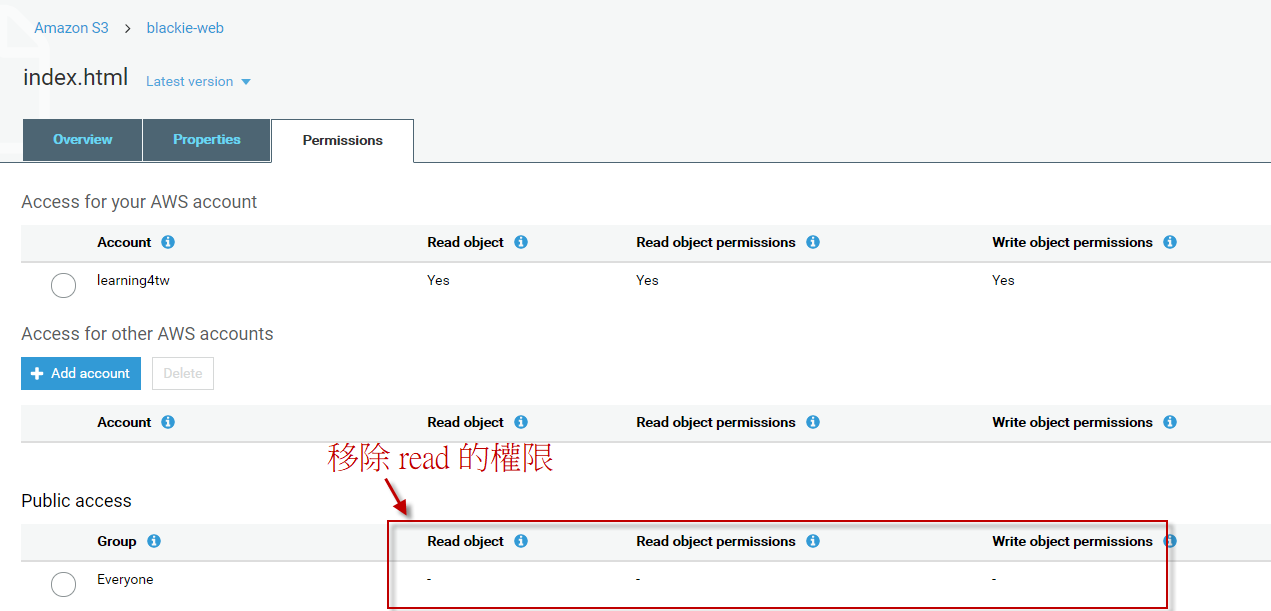 Amazon S3 > blackie-web
index.html Latest version
Overview Properties Permissions
Access for your AWS account
Account Read object Read object permissions Write object permissions
learning4tw Yes Yes Yes
Access for other AWS accounts
+ Add account Delete
Account Read object Read object permissions Write object permissions
移除 read 的權限
Public access
Group Read object Read object permissions Write object permissions
Everyone - - -